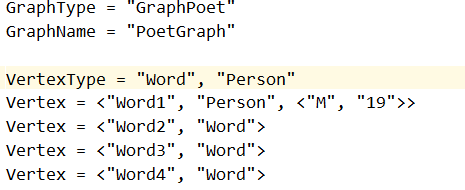 GraphType = "GraphPoet"
GraphName = "PoetGraph"
VertexType = "Word", "Person"
Vertex = <"Word1", "Person", <"M", "19">>
Vertex = <"Word2", "Word">
Vertex = <"Word3", "Word">
Vertex = <"Word4", "Word">